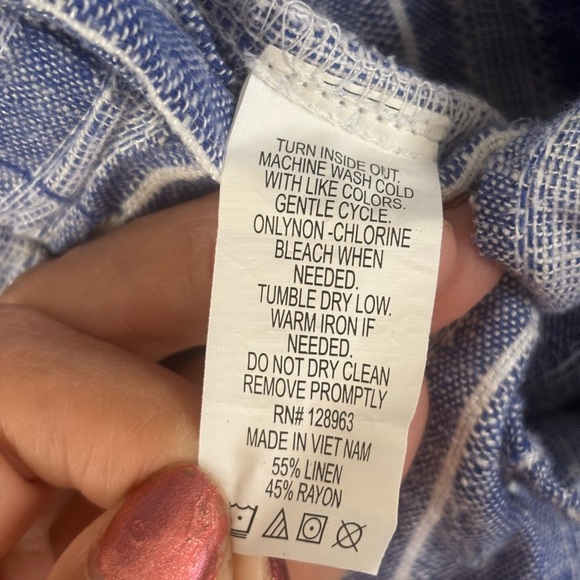 TURN INSIDE OUT.
MACHINE WASH COLD
WITH LIKE COLORS.
GENTLE CYCLE.
ONLYNON -CHLORINE
BLEACH WHEN
NEEDED.
TUMBLE DRY LOW.
WARM IRON IF
NEEDED.
DO NOT DRY CLEAN
REMOVE PROMPTLY
RN# 128963
MADE IN VIET NAM
55% LINEN
45% RAYON